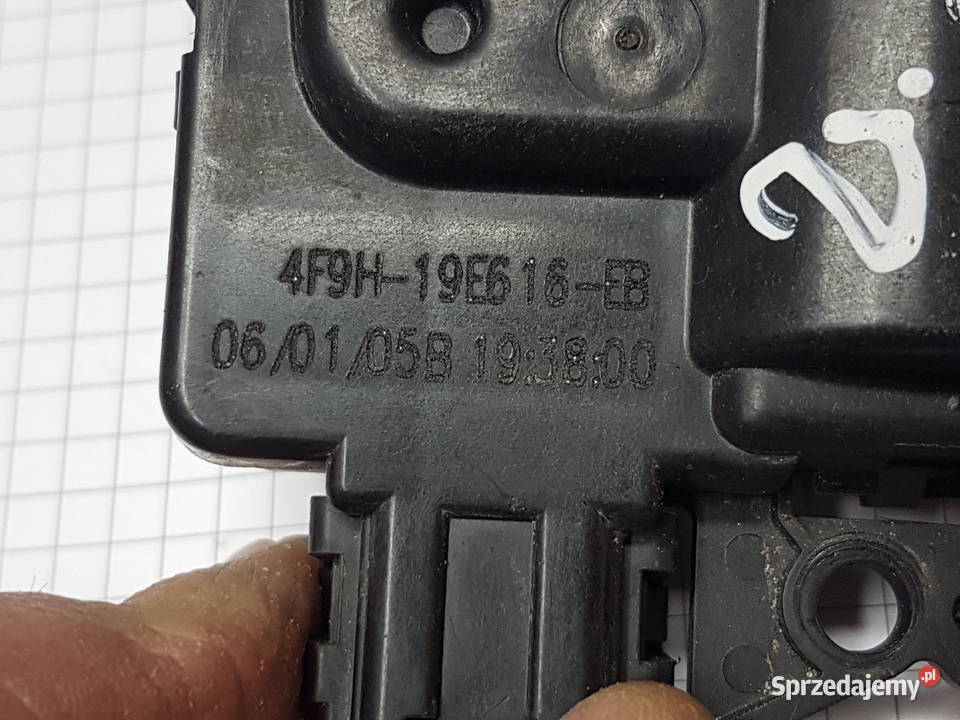 2.
4F9H-19E616-EB
06/01/05B 19:38:00
Sprzedajemy.pl